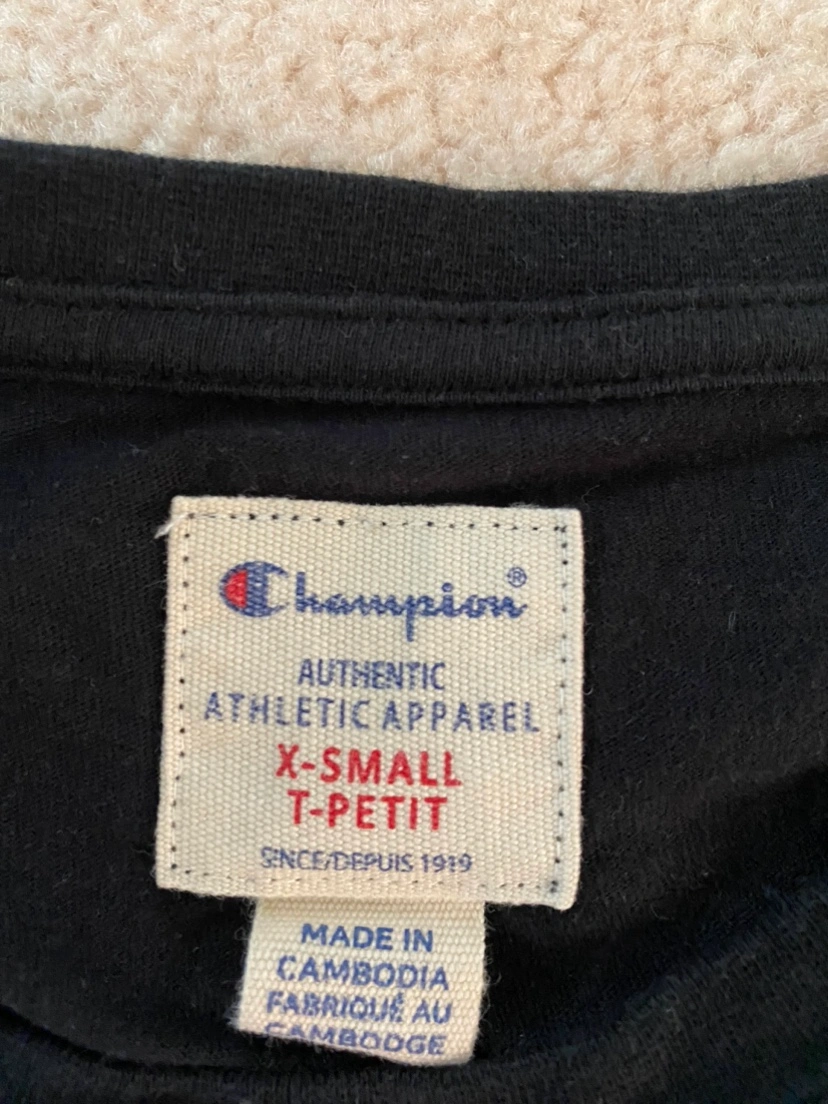 Champion®
AUTHENTIC
ATHLETIC APPAREL
X-SMALL
T-PETIT
SINCE/DEPUIS 1919
MADE IN
CAMBODIA
FABRIQUÉ AU
CAMBODGE